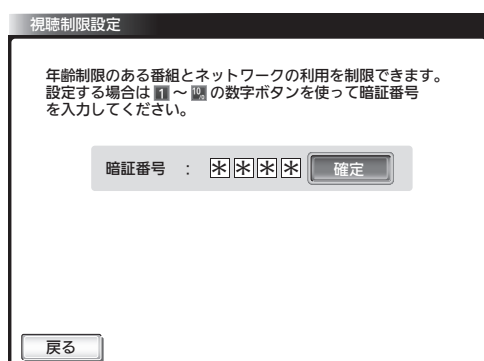 視聴制限設定
年齢制限のある番組とネットワークの利用を制限できます。
設定する場合は 1 ～ 10 の数字ボタンを使って暗証番号
を入力してください。
暗証番号 : ＊＊＊＊ 確定
戻る